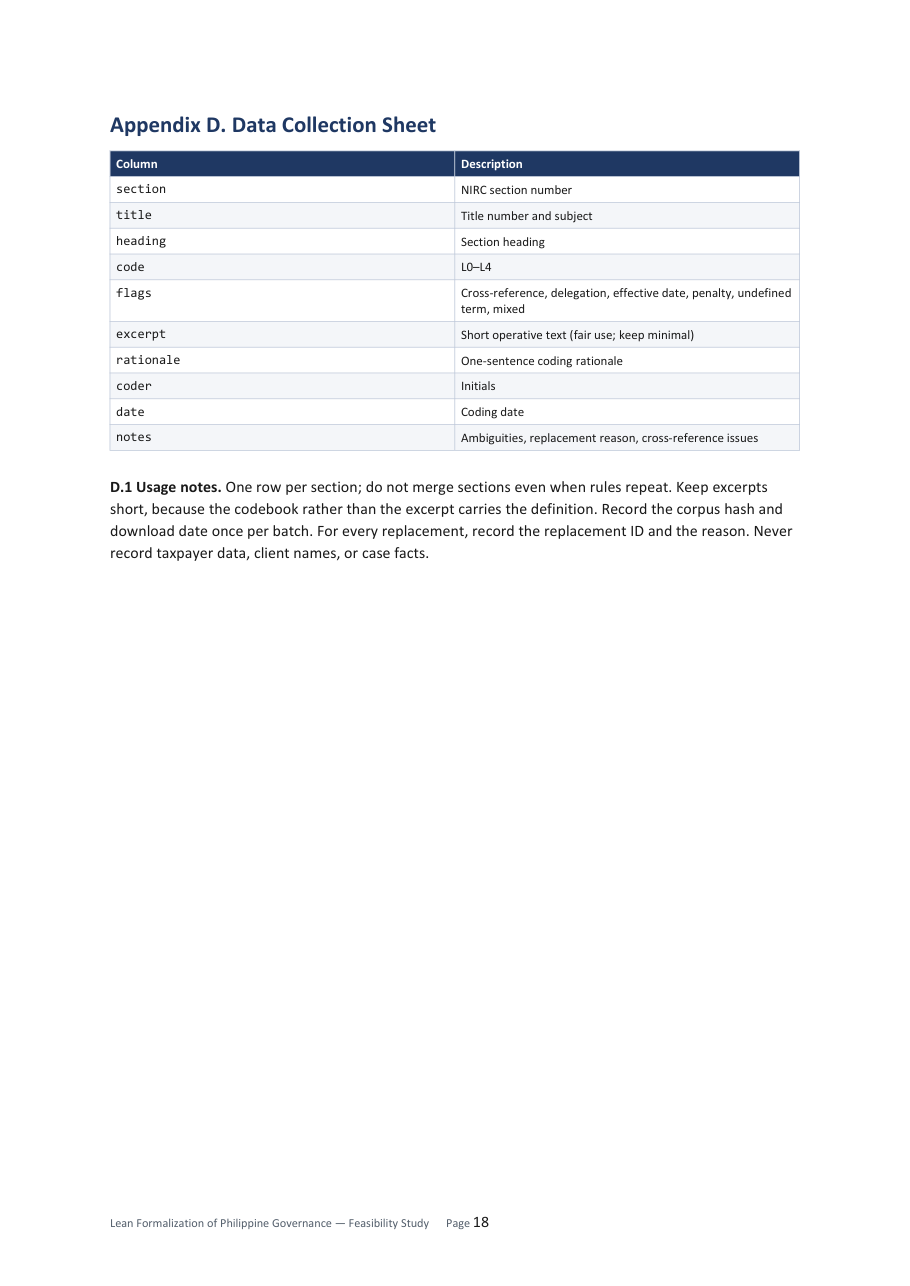 Appendix D. Data Collection Sheet
Column Description
section NIRC section number
title Title number and subject
heading Section heading
code L0–L4
flags Cross-reference, delegation, effective date, penalty, undefined
term, mixed
excerpt Short operative text (fair use; keep minimal)
rationale One-sentence coding rationale
coder Initials
date Coding date
notes Ambiguities, replacement reason, cross-reference issues
D.1 Usage notes. One row per section; do not merge sections even when rules repeat. Keep excerpts
short, because the codebook rather than the excerpt carries the definition. Record the corpus hash and
download date once per batch. For every replacement, record the replacement ID and the reason. Never
record taxpayer data, client names, or case facts.
Lean Formalization of Philippine Governance — Feasibility Study Page 18